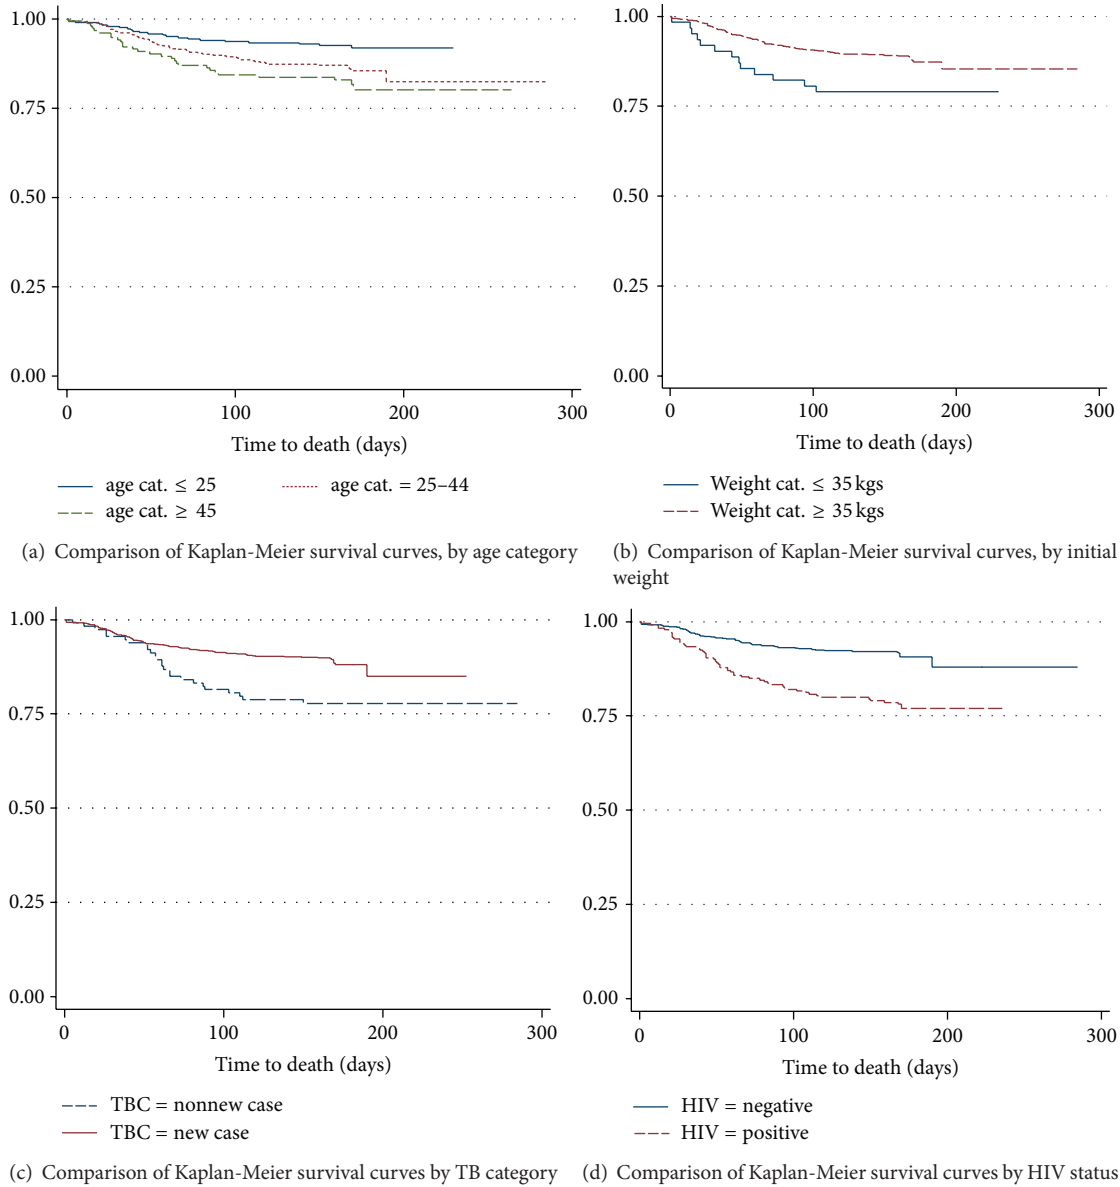 1.00
0.75
0.50
0.25
0.00
0
100
200
300
Time to death (days)
age cat. ≤ 25
age cat. = 25–44
age cat. ≥ 45
(a) Comparison of Kaplan-Meier survival curves, by age category
1.00
0.75
0.50
0.25
0.00
0
100
200
300
Time to death (days)
Weight cat. ≤ 35 kgs
Weight cat. ≥ 35 kgs
(b) Comparison of Kaplan-Meier survival curves, by initial
weight
1.00
0.75
0.50
0.25
0.00
0
100
200
300
Time to death (days)
TBC = nonnew case
TBC = new case
(c) Comparison of Kaplan-Meier survival curves by TB category
1.00
0.75
0.50
0.25
0.00
0
100
200
300
Time to death (days)
HIV = negative
HIV = positive
(d) Comparison of Kaplan-Meier survival curves by HIV status